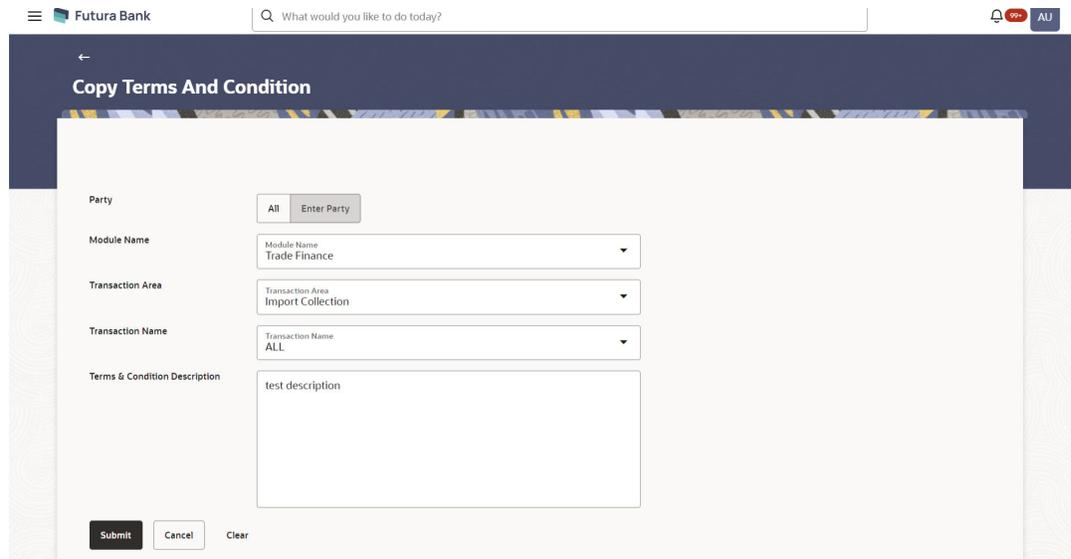 Futura Bank
What would you like to do today?
99+
AU
Copy Terms And Condition
Party
All
Enter Party
Module Name
Module Name
Trade Finance
Transaction Area
Transaction Area
Import Collection
Transaction Name
Transaction Name
ALL
Terms & Condition Description
test description
Submit
Cancel
Clear